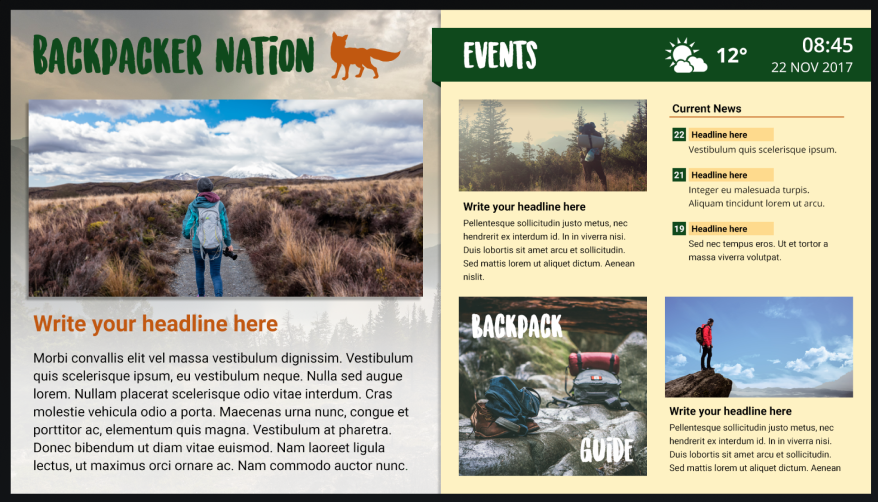 BACKPACKER NATION
Write your headline here
Morbi convallis elit vel massa vestibulum dignissim. Vestibulum
quis scelerisque ipsum, eu vestibulum neque. Nulla sed augue
lorem. Nullam placerat scelerisque odio vitae interdum. Cras
molestie vehicula odio a porta. Maecenas urna nunc, congue et
porttitor ac, elementum quis magna. Vestibulum at pharetra.
Donec bibendum ut diam vitae euismod. Nam laoreet ligula
lectus, ut maximus orci ornare ac. Nam commodo auctor nunc.
EVENTS
12°
08:45
22 NOV 2017
Write your headline here
Pellentesque sollicitudin justo metus, nec
hendrerit ex interdum id. In in viverra nisi.
Duis lobortis sit amet arcu et sollicitudin.
Sed mattis lorem ut aliquet dictum. Aenean
nislit.
Current News
22 Headline here
Vestibulum quis scelerisque ipsum.
21 Headline here
Integer eu malesuada turpis.
Aliquam tincidunt lorem ut arcu.
19 Headline here
Sed nec tempus eros. Ut et tortor a
massa viverra volutpat.
BACKPACK
GUIDE
Write your headline here
Pellentesque sollicitudin justo metus, nec
hendrerit ex interdum id. In in viverra nisi.
Duis lobortis sit amet arcu et sollicitudin.
Sed mattis lorem ut aliquet dictum. Aenean